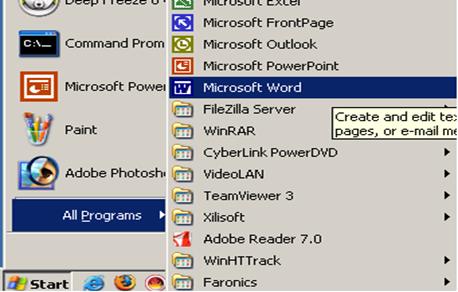 Deep Freeze 6
C:\_
Command Prom
Microsoft Power
Paint
Adobe Photosh
All Programs
Start
Microsoft Excel
Microsoft FrontPage
Microsoft Outlook
Microsoft PowerPoint
W Microsoft Word
FileZilla Server
Create and edit te
pages, or e-mail me
WinRAR
CyberLink PowerDVD
VideoLAN
TeamViewer 3
Xilisoft
Adobe Reader 7.0
WinHTTrack
Faronics